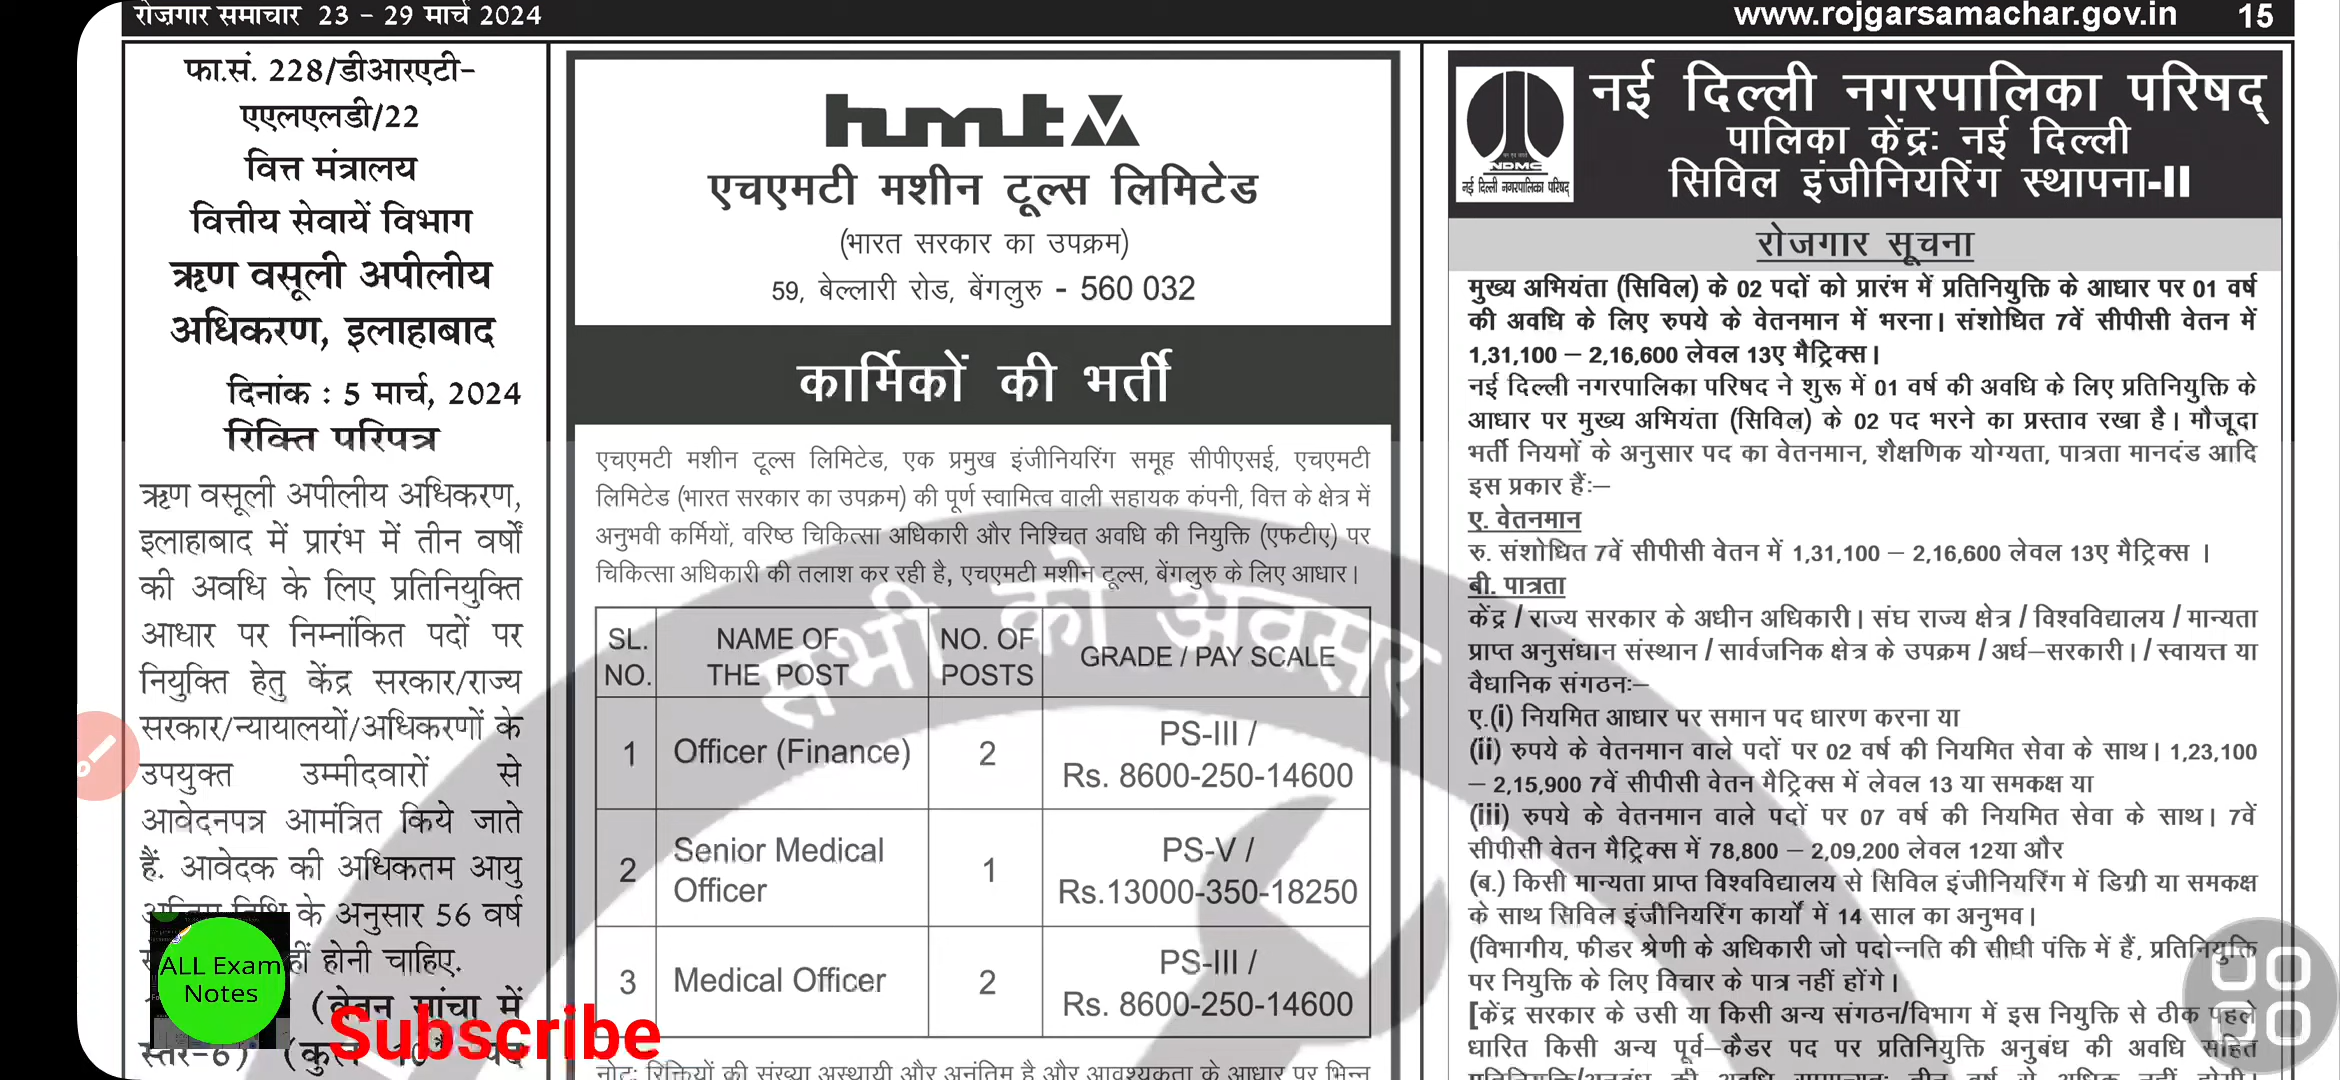 रोज़गार समाचार 23 - 29 मार्च 2024
www.rojgarsamachar.gov.in 15
फा.सं. 228/डीआरएटी-
एएलएलडी/22
वित्त मंत्रालय
वित्तीय सेवायें विभाग
ऋण वसूली अपीलीय
अधिकरण, इलाहाबाद
दिनांक : 5 मार्च, 2024
रिक्ति परिपत्र
ऋण वसूली अपीलीय अधिकरण,
इलाहाबाद में प्रारंभ में तीन वर्षों
की अवधि के लिए प्रतिनियुक्ति
आधार पर निम्नांकित पदों पर
नियुक्ति हेतु केंद्र सरकार/राज्य
सरकार/न्यायालयों/अधिकरणों के
उपयुक्त उम्मीदवारों से
आवेदनपत्र आमंत्रित किये जाते
हैं. आवेदक की अधिकतम आयु
के अनुसार 56 वर्ष
होनी चाहिए.
में
स्तर-6)
ALL Exam
Notes
Subscribe
hmt
एचएमटी मशीन टूल्स लिमिटेड
(भारत सरकार का उपक्रम)
59, बेल्लारी रोड, बेंगलुरु - 560 032
कार्मिकों की भर्ती
एचएमटी मशीन टूल्स लिमिटेड, एक प्रमुख इंजीनियरिंग समूह सीपीएसई, एचएमटी
लिमिटेड (भारत सरकार का उपक्रम) की पूर्ण स्वामित्व वाली सहायक कंपनी, वित्त के क्षेत्र में
अनुभवी कर्मियों, वरिष्ठ चिकित्सा अधिकारी और निश्चित अवधि की नियुक्ति (एफटीए) पर
चिकित्सा अधिकारी की तलाश कर रही है, एचएमटी मशीन टूल्स, बेंगलुरु के लिए आधार।
सभी को अवसर
SL. NO. NAME OF THE POST NO. OF POSTS GRADE / PAY SCALE
1 Officer (Finance) 2 PS-III / Rs. 8600-250-14600
2 Senior Medical Officer 1 PS-V / Rs.13000-350-18250
3 Medical Officer 2 PS-III / Rs. 8600-250-14600
नोट: रिक्तियों की संख्या अस्थायी और अनंतिम है और आवश्यकता के आधार पर भिन्न
NDMC
नई दिल्ली नगरपालिका परिषद्
नई दिल्ली नगरपालिका परिषद्
पालिका केंद्रः नई दिल्ली
सिविल इंजीनियरिंग स्थापना-II
रोजगार सूचना
मुख्य अभियंता (सिविल) के 02 पदों को प्रारंभ में प्रतिनियुक्ति के आधार पर 01 वर्ष
की अवधि के लिए रुपये के वेतनमान में भरना। संशोधित 7वें सीपीसी वेतन में
1,31,100 – 2,16,600 लेवल 13ए मैट्रिक्स।
नई दिल्ली नगरपालिका परिषद ने शुरू में 01 वर्ष की अवधि के लिए प्रतिनियुक्ति के
आधार पर मुख्य अभियंता (सिविल) के 02 पद भरने का प्रस्ताव रखा है। मौजूदा
भर्ती नियमों के अनुसार पद का वेतनमान, शैक्षणिक योग्यता, पात्रता मानदंड आदि
इस प्रकार हैंः–
ए. वेतनमान
रु. संशोधित 7वें सीपीसी वेतन में 1,31,100 – 2,16,600 लेवल 13ए मैट्रिक्स ।
बी. पात्रता
केंद्र / राज्य सरकार के अधीन अधिकारी। संघ राज्य क्षेत्र / विश्वविद्यालय / मान्यता
प्राप्त अनुसंधान संस्थान / सार्वजनिक क्षेत्र के उपक्रम / अर्ध–सरकारी। / स्वायत्त या
वैधानिक संगठनः–
ए.(i) नियमित आधार पर समान पद धारण करना या
(ii) रुपये के वेतनमान वाले पदों पर 02 वर्ष की नियमित सेवा के साथ। 1,23,100
– 2,15,900 7वें सीपीसी वेतन मैट्रिक्स में लेवल 13 या समकक्ष या
(iii) रुपये के वेतनमान वाले पदों पर 07 वर्ष की नियमित सेवा के साथ। 7वें
सीपीसी वेतन मैट्रिक्स में 78,800 – 2,09,200 लेवल 12या और
(ब.) किसी मान्यता प्राप्त विश्वविद्यालय से सिविल इंजीनियरिंग में डिग्री या समकक्ष
के साथ सिविल इंजीनियरिंग कार्यों में 14 साल का अनुभव।
(विभागीय, फीडर श्रेणी के अधिकारी जो पदोन्नति की सीधी पंक्ति में हैं, प्रतिनियुक्ति
पर नियुक्ति के लिए विचार के पात्र नहीं होंगे।
[केंद्र सरकार के उसी या किसी अन्य संगठन/विभाग में इस नियुक्ति से ठीक पहले
धारित किसी अन्य पूर्व–कैडर पद पर प्रतिनियुक्ति अनुबंध की अवधि सहित